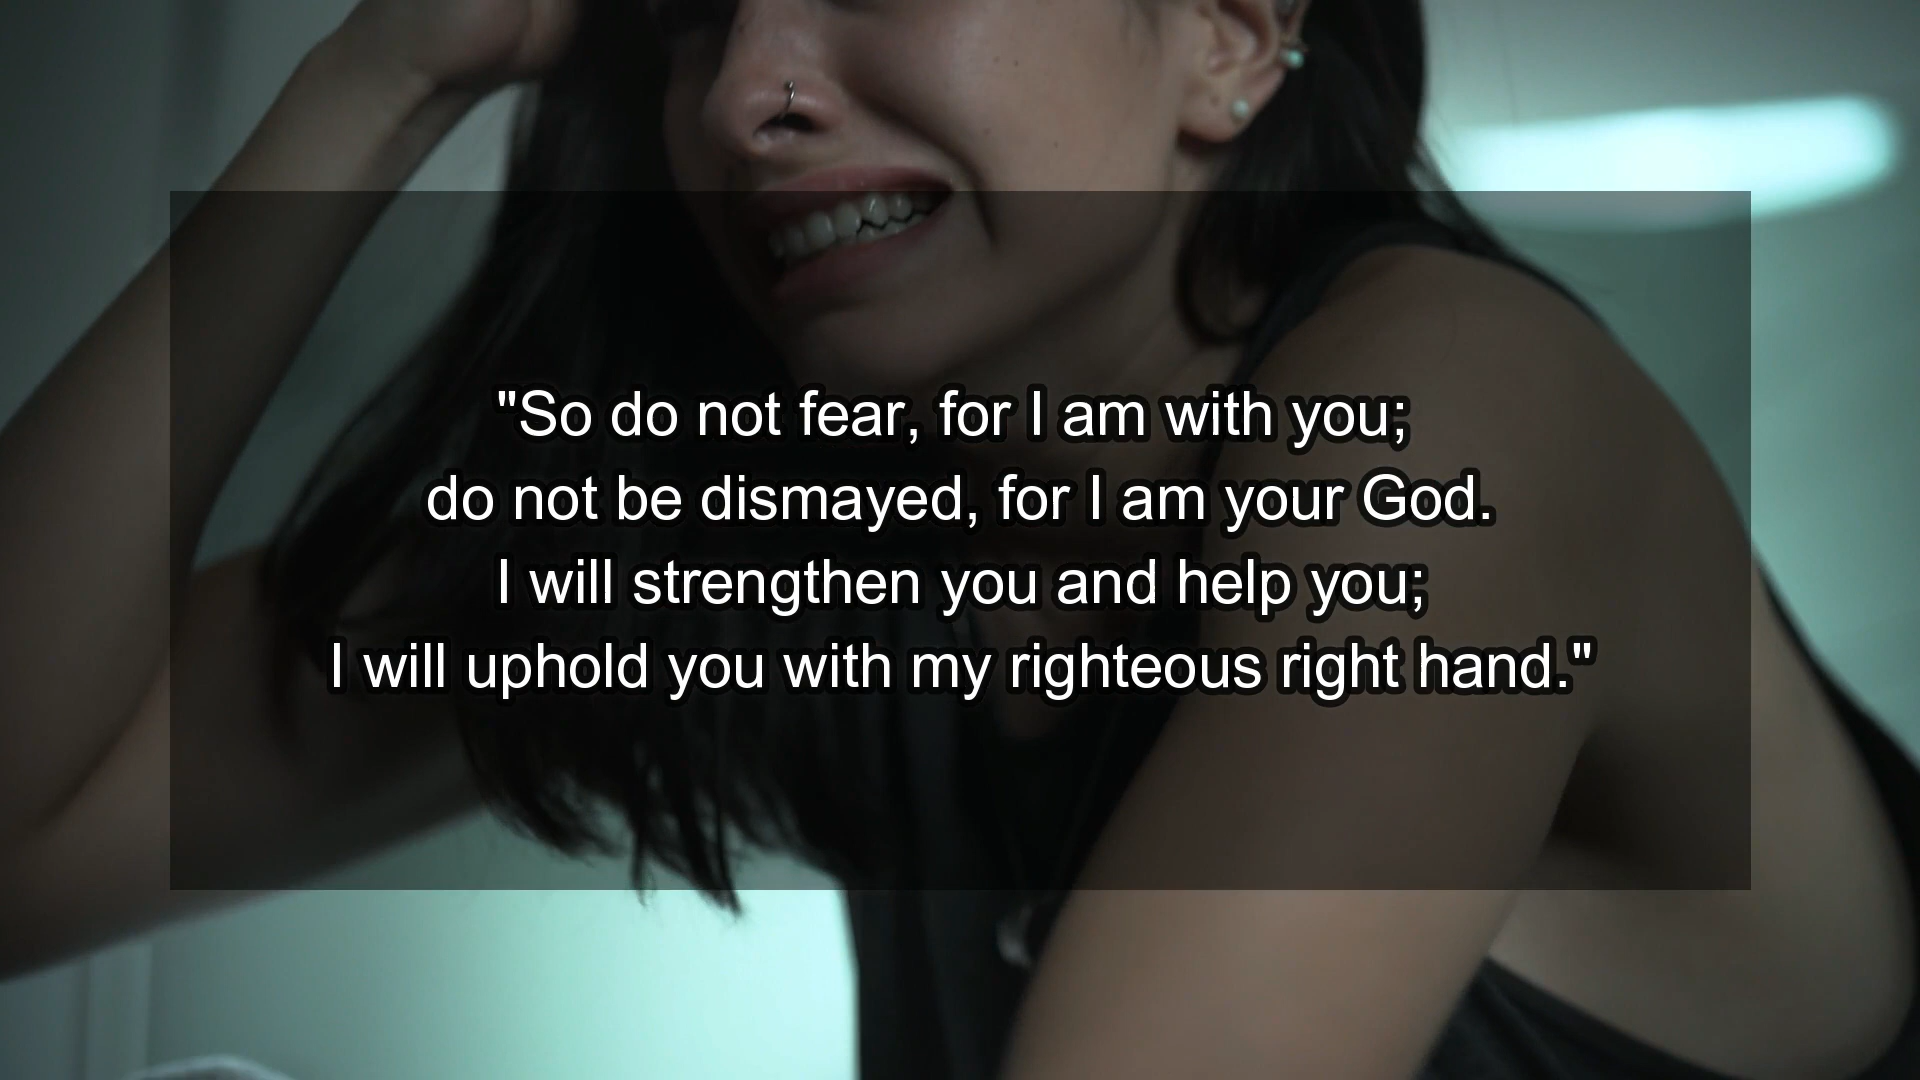 "So do not fear, for I am with you;
do not be dismayed, for I am your God.
I will strengthen you and help you;
I will uphold you with my righteous right hand."